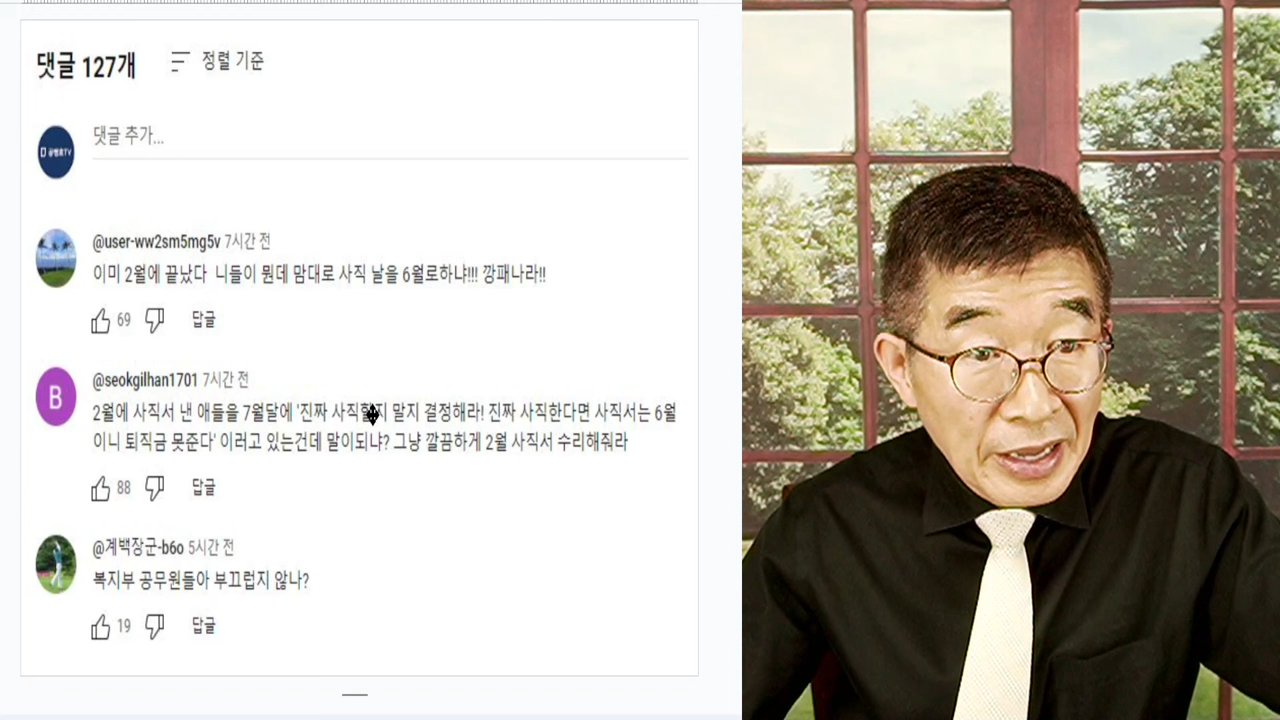 댓글 127개
정렬 기준
공병호TV
댓글 추가...
@user-ww2sm5mg5v 7시간 전
이미 2월에 끝났다 니들이 뭔데 맘대로 사직 날을 6월로하냐!!! 깡패나라!!
69
답글
B
@seokgilhan1701 7시간 전
2월에 사직서 낸 애들을 7월달에 '진짜 사직할지 말지 결정해라! 진짜 사직한다면 사직서는 6월
이니 퇴직금 못준다' 이러고 있는건데 말이되냐? 그냥 깔끔하게 2월 사직서 수리해줘라
88
답글
@계백장군-b6o 5시간 전
복지부 공무원들아 부끄럽지 않나?
19
답글